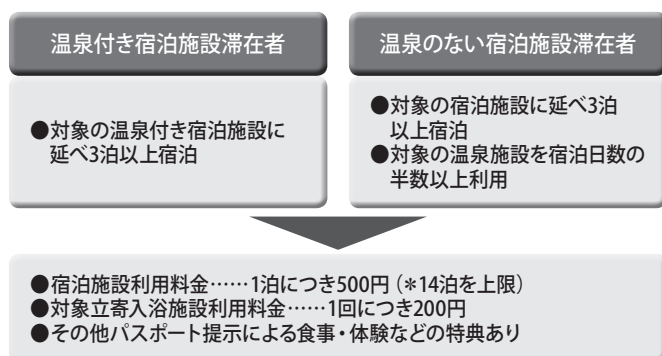 温泉付き宿泊施設滞在者
●対象の温泉付き宿泊施設に
延べ3泊以上宿泊
温泉のない宿泊施設滞在者
●対象の宿泊施設に延べ3泊
以上宿泊
●対象の温泉施設を宿泊日数の
半数以上利用
●宿泊施設利用料金……1泊につき500円（*14泊を上限）
●対象立寄入浴施設利用料金……1回につき200円
●その他パスポート提示による食事・体験などの特典あり